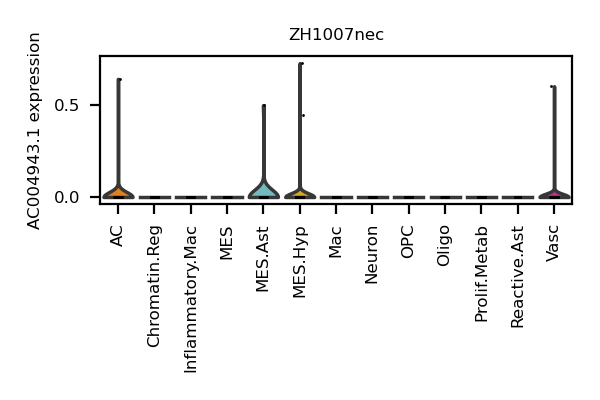 ZH1007nec
AC004943.1 expression
0.5
0.0
AC
Chromatin.Reg
Inflammatory.Mac
MES
MES.Ast
MES.Hyp
Mac
Neuron
OPC
Oligo
Prolif.Metab
Reactive.Ast
Vasc